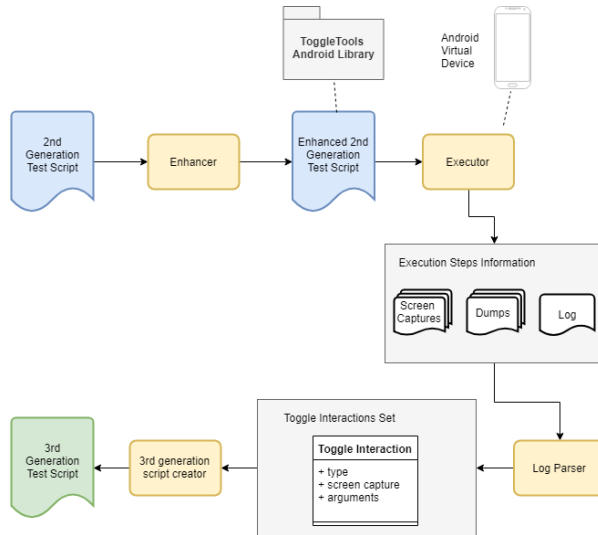 ToggleTools
Android Library
Android
Virtual
Device
2nd
Generation
Test Script
Enhancer
Enhanced 2nd
Generation
Test Script
Executor
Execution Steps Information
Screen
Captures
Dumps
Log
Toggle Interactions Set
Toggle Interaction
+ type
+ screen capture
+ arguments
3rd
Generation
Test Script
3rd generation
script creator
Log Parser